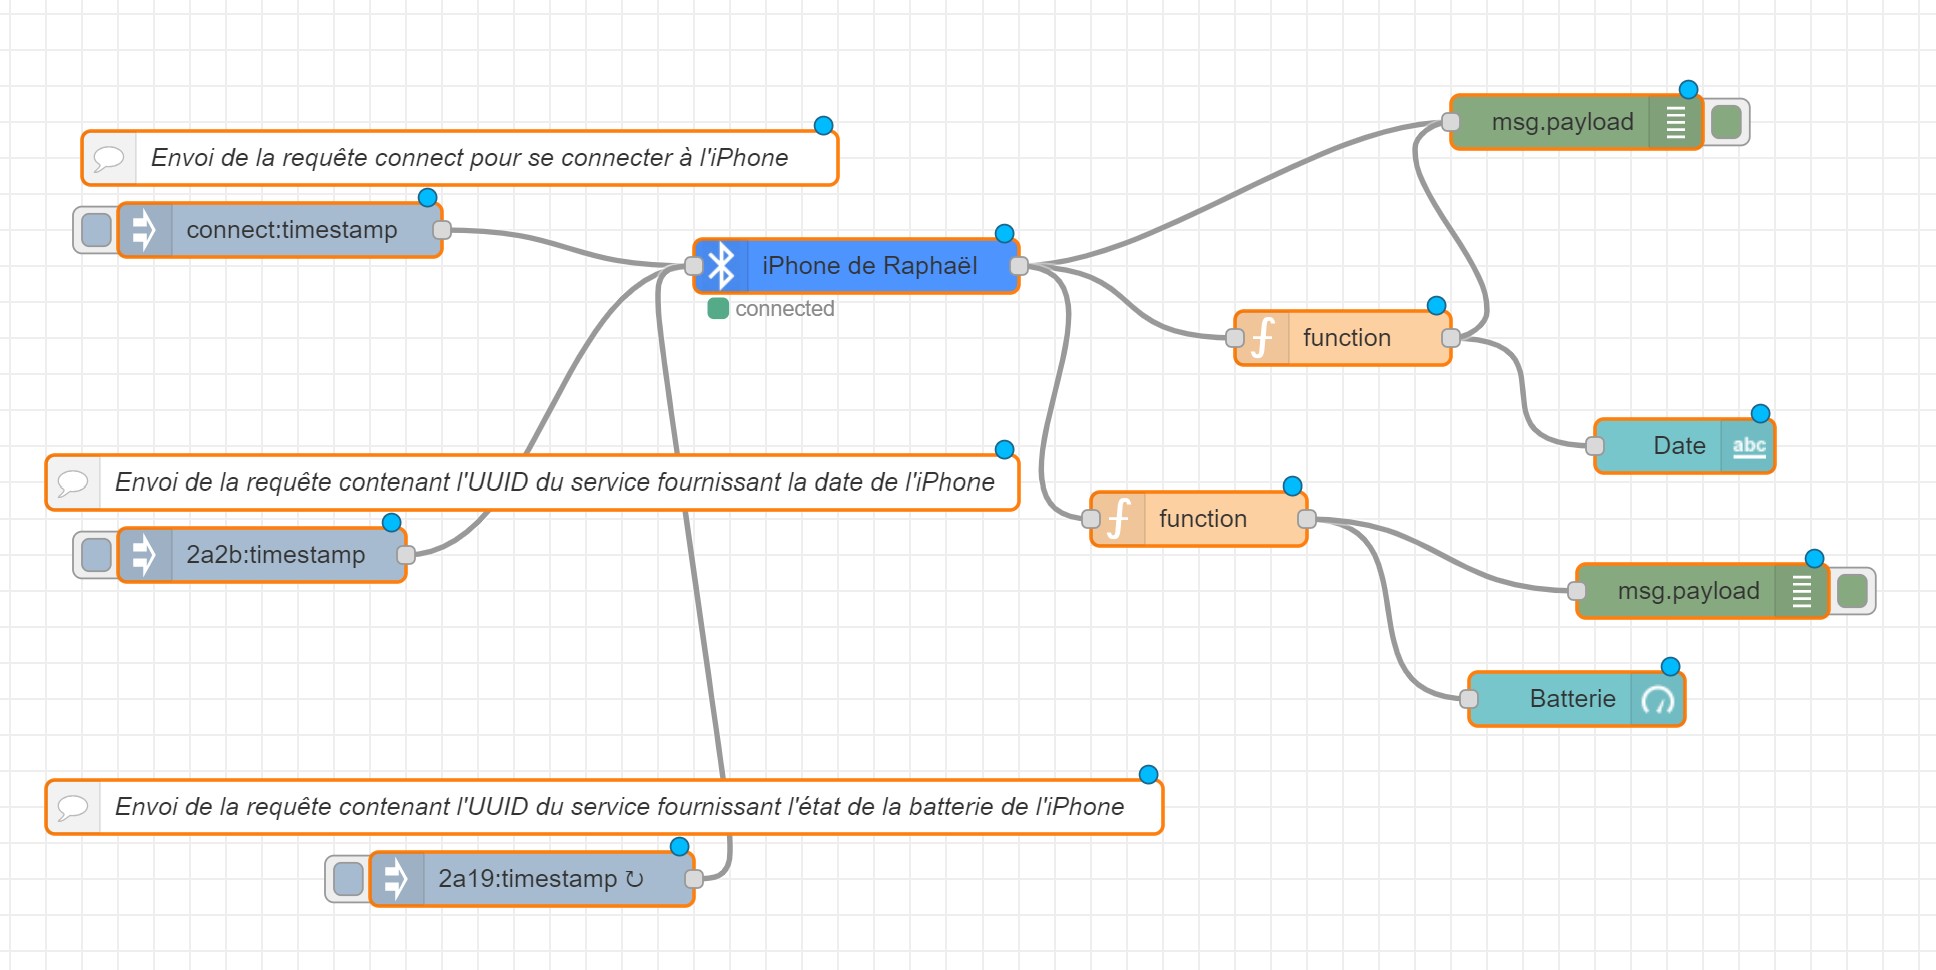 msg.payload
Envoi de la requête connect pour se connecter à l'iPhone
connect:timestamp
iPhone de Raphaël
connected
function
Date
abc
Envoi de la requête contenant l'UUID du service fournissant la date de l'iPhone
function
2a2b:timestamp
msg.payload
Batterie
Envoi de la requête contenant l'UUID du service fournissant l'état de la batterie de l'iPhone
2a19:timestamp ↻